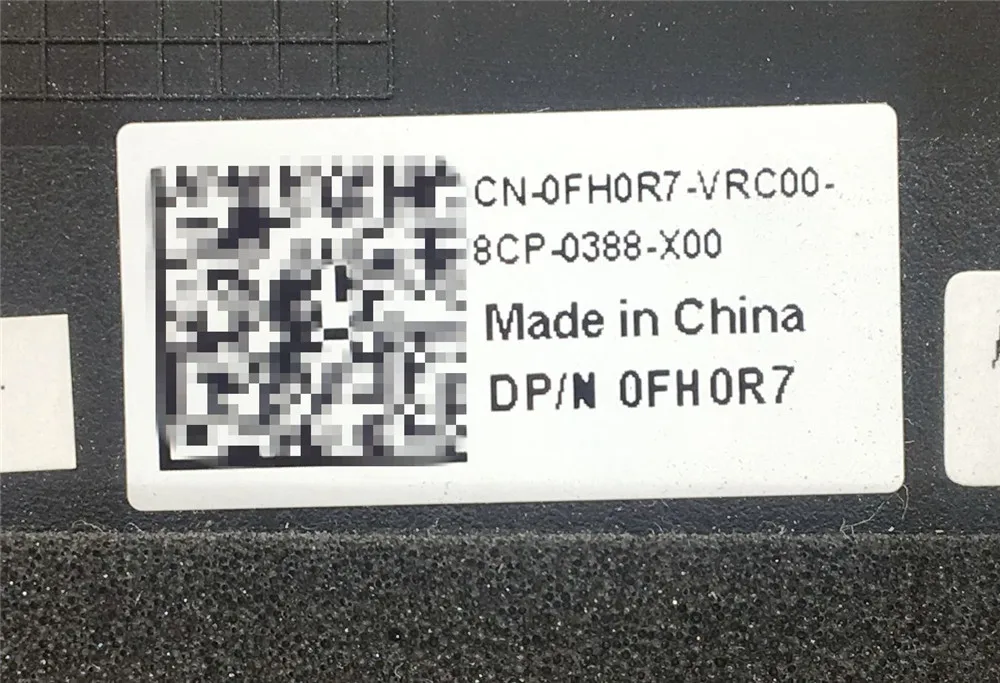 CN-0FH0R7-VRC00-
8CP-0388-X00
Made in China
DP/N 0FH0R7